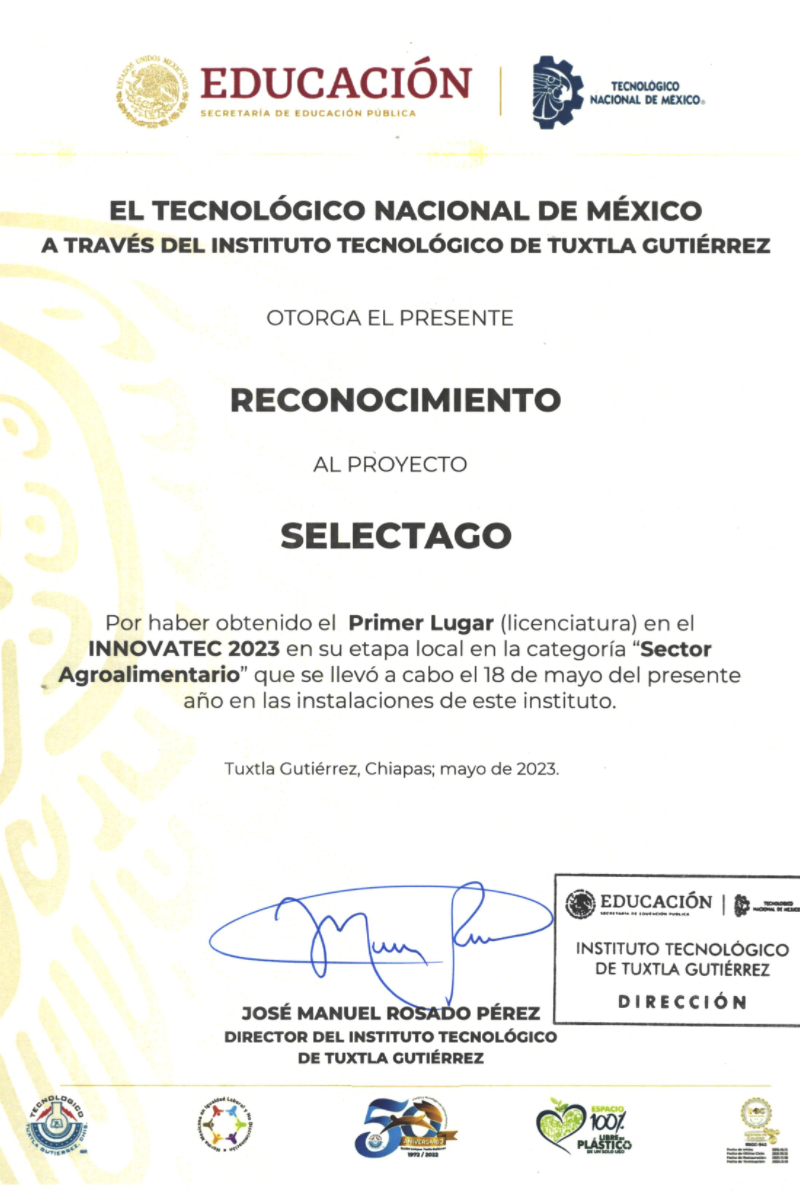 ESTADOS UNIDOS MEXICANOS
EDUCACIÓN
SECRETARÍA DE EDUCACIÓN PÚBLICA
TECNOLÓGICO
NACIONAL DE MÉXICO®
EL TECNOLÓGICO NACIONAL DE MÉXICO
A TRAVÉS DEL INSTITUTO TECNOLÓGICO DE TUXTLA GUTIÉRREZ
OTORGA EL PRESENTE
RECONOCIMIENTO
AL PROYECTO
SELECTAGO
Por haber obtenido el Primer Lugar (licenciatura) en el
INNOVATEC 2023 en su etapa local en la categoría “Sector
Agroalimentario” que se llevó a cabo el 18 de mayo del presente
año en las instalaciones de este instituto.
Tuxtla Gutiérrez, Chiapas; mayo de 2023.
EDUCACIÓN
SECRETARÍA DE EDUCACIÓN PÚBLICA
TECNOLÓGICO
NACIONAL DE MÉXICO
INSTITUTO TECNOLÓGICO
DE TUXTLA GUTIÉRREZ
DIRECCIÓN
JOSÉ MANUEL ROSADO PÉREZ
DIRECTOR DEL INSTITUTO TECNOLÓGICO
DE TUXTLA GUTIÉRREZ
TECNOLOGICO
TUXTLA GUTIERREZ, CHIS.
50
ANIVERSARIO
1972 / 2022
ESPACIO
100%
LIBRE DE
PLÁSTICO
DE UN SOLO USO